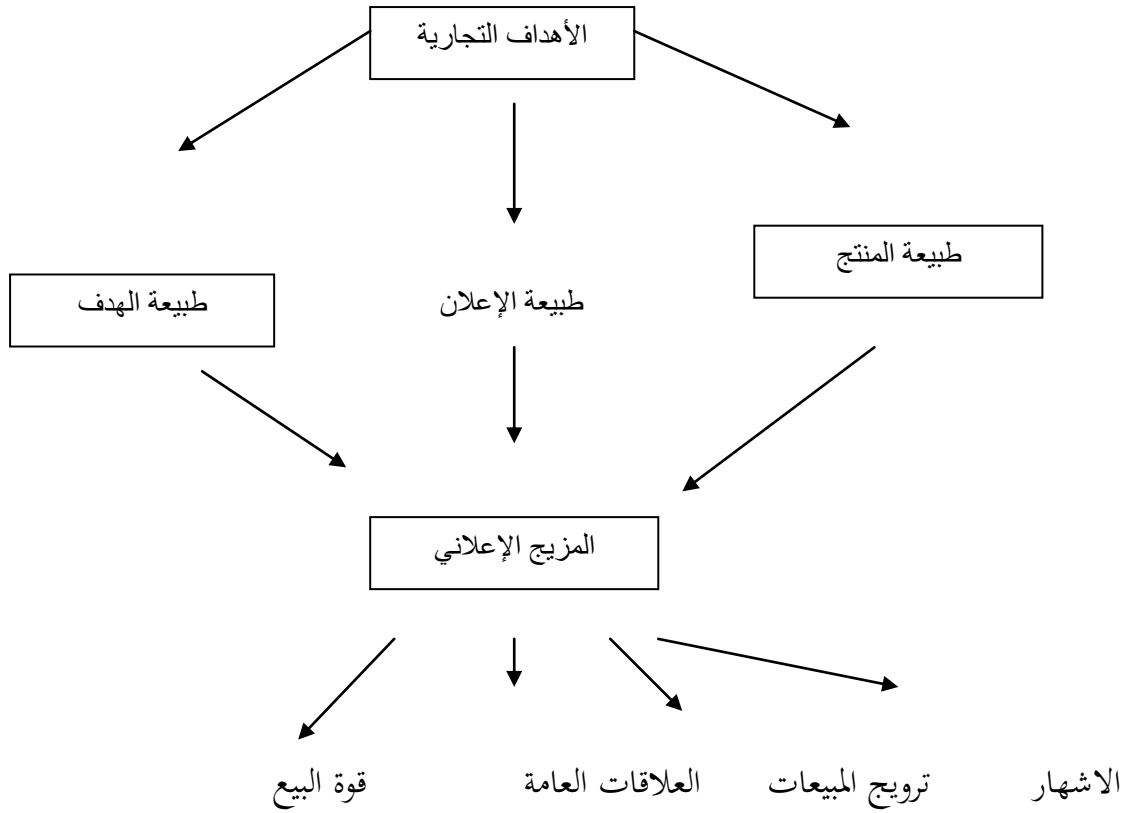 الأهداف التجارية
طبيعة المنتج
طبيعة الإعلان
طبيعة الهدف
المزيج الإعلاني
الاشهار ترويج المبيعات العلاقات العامة قوة البيع